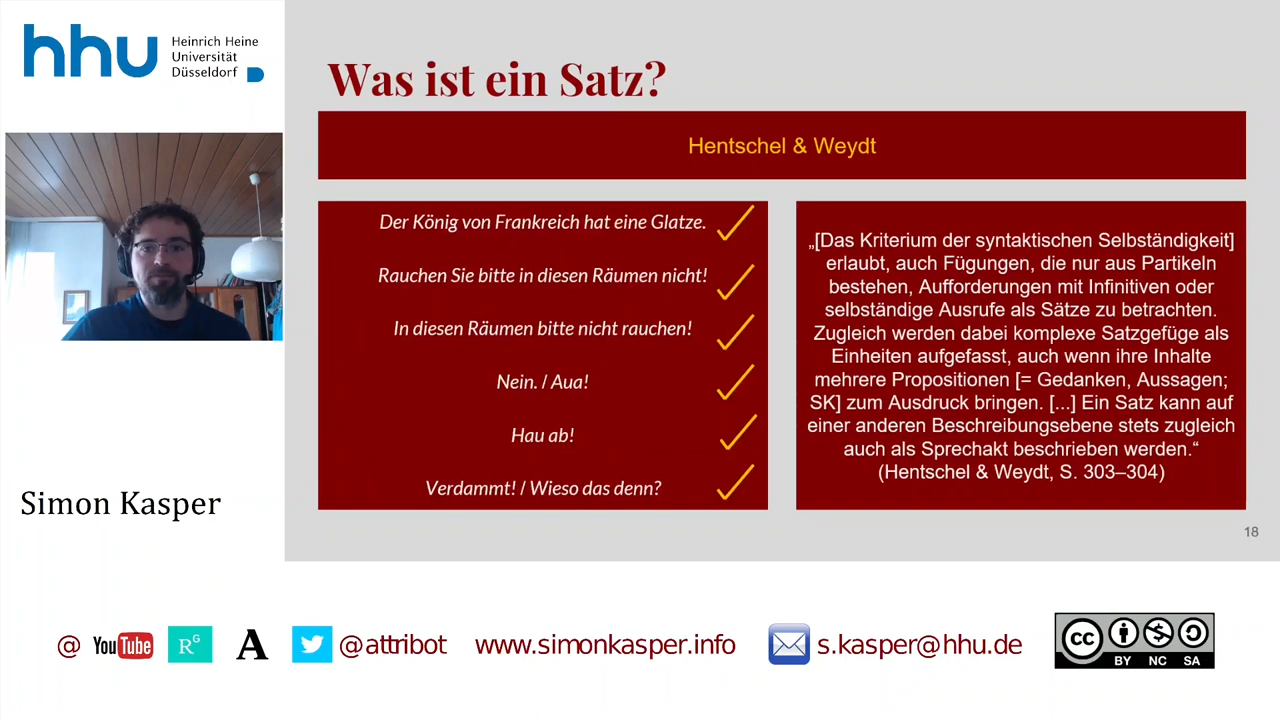 hhu Heinrich Heine
Universität
Düsseldorf
Was ist ein Satz?
Hentschel & Weydt
Der König von Frankreich hat eine Glatze.
Rauchen Sie bitte in diesen Räumen nicht!
In diesen Räumen bitte nicht rauchen!
Nein. / Aua!
Hau ab!
Verdammt! / Wieso das denn?
„[Das Kriterium der syntaktischen Selbständigkeit]
erlaubt, auch Fügungen, die nur aus Partikeln
bestehen, Aufforderungen mit Infinitiven oder
selbständige Ausrufe als Sätze zu betrachten.
Zugleich werden dabei komplexe Satzgefüge als
Einheiten aufgefasst, auch wenn ihre Inhalte
mehrere Propositionen [= Gedanken, Aussagen;
SK] zum Ausdruck bringen. [...] Ein Satz kann auf
einer anderen Beschreibungsebene stets zugleich
auch als Sprechakt beschrieben werden.“
(Hentschel & Weydt, S. 303–304)
Simon Kasper
18
@ YouTube RG A @attribot www.simonkasper.info s.kasper@hhu.de
cc BY NC SA